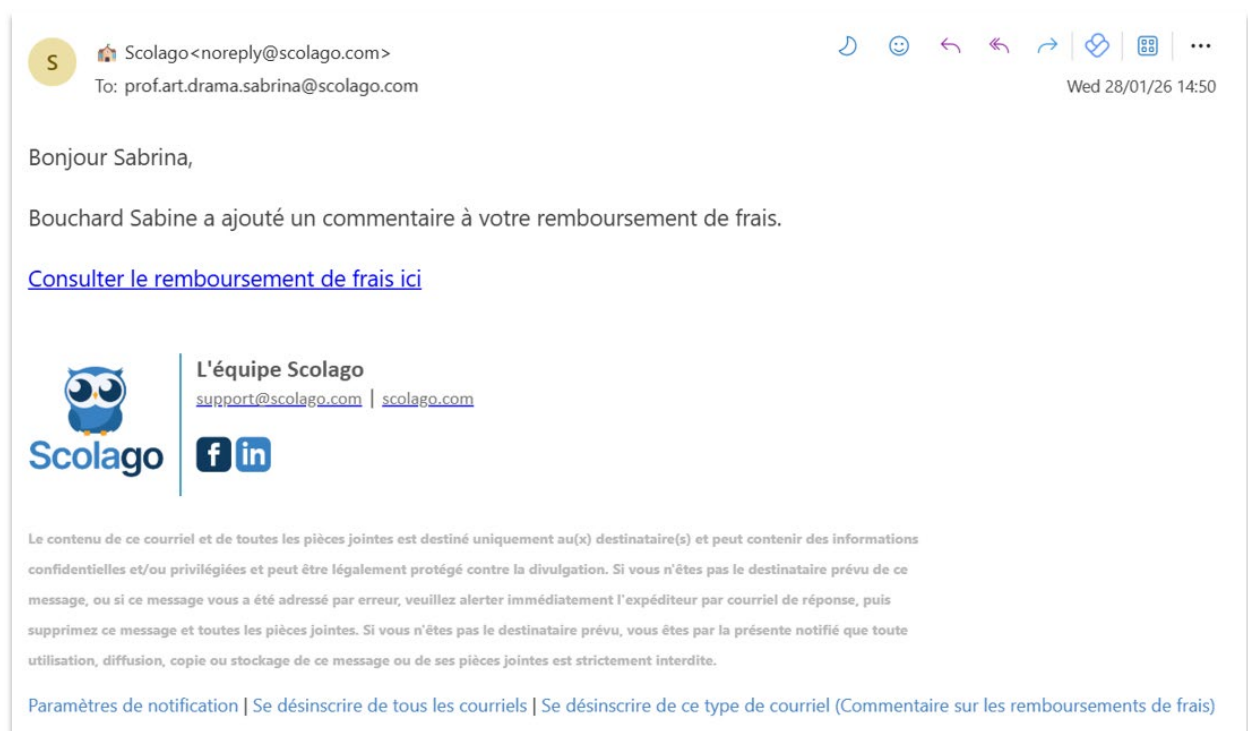 S
Scolago<noreply@scolago.com>
To: prof.art.drama.sabrina@scolago.com
Wed 28/01/26 14:50
Bonjour Sabrina,
Bouchard Sabine a ajouté un commentaire à votre remboursement de frais.
Consulter le remboursement de frais ici
L'équipe Scolago
support@scolago.com | scolago.com
Scolago
f in
Le contenu de ce courriel et de toutes les pièces jointes est destiné uniquement au(x) destinataire(s) et peut contenir des informations
confidentielles et/ou privilégiées et peut être légalement protégé contre la divulgation. Si vous n'êtes pas le destinataire prévu de ce
message, ou si ce message vous a été adressé par erreur, veuillez alerter immédiatement l'expéditeur par courriel de réponse, puis
supprimez ce message et toutes les pièces jointes. Si vous n'êtes pas le destinataire prévu, vous êtes par la présente notifié que toute
utilisation, diffusion, copie ou stockage de ce message ou de ses pièces jointes est strictement interdite.
Paramètres de notification | Se désinscrire de tous les courriels | Se désinscrire de ce type de courriel (Commentaire sur les remboursements de frais)